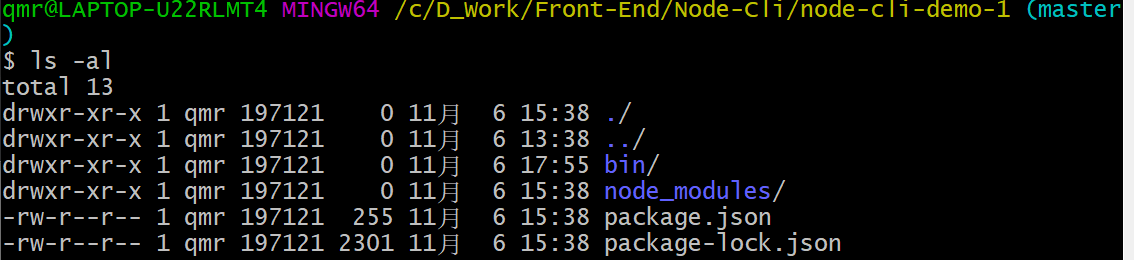 qmr@LAPTOP-U22RLMT4 MINGW64 /c/D_Work/Front-End/Node-Cli/node-cli-demo-1 (master
)
$ ls -al
total 13
drwxr-xr-x 1 qmr 197121    0 11月  6 15:38 ./
drwxr-xr-x 1 qmr 197121    0 11月  6 13:38 ../
drwxr-xr-x 1 qmr 197121    0 11月  6 17:55 bin/
drwxr-xr-x 1 qmr 197121    0 11月  6 15:38 node_modules/
-rw-r--r-- 1 qmr 197121  255 11月  6 15:38 package.json
-rw-r--r-- 1 qmr 197121 2301 11月  6 15:38 package-lock.json